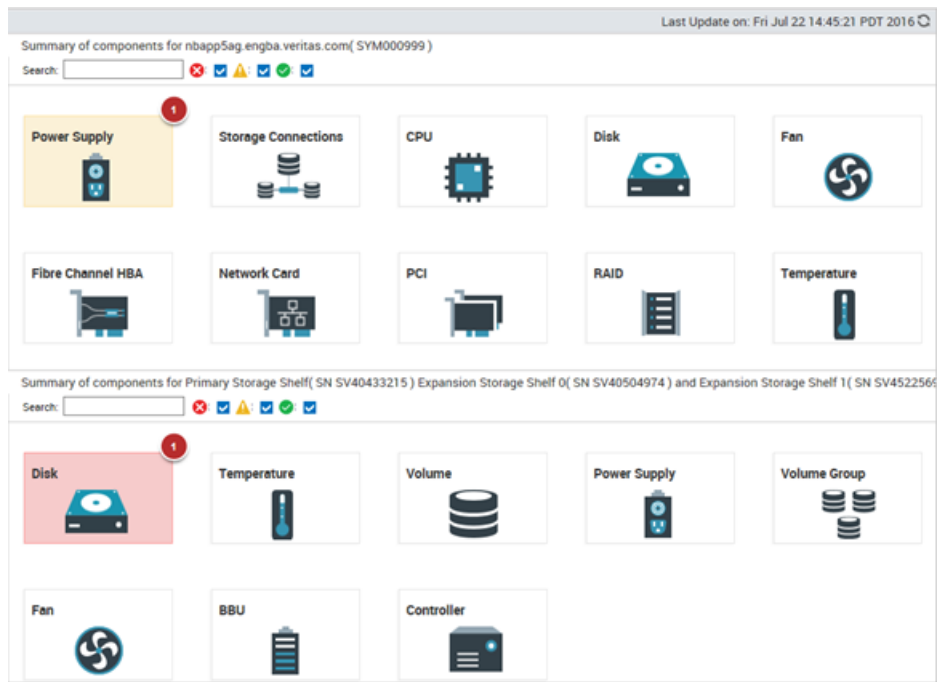 Last Update on: Fri Jul 22 14:45:21 PDT 2016
Summary of components for nbapp5ag.engba.veritas.com( SYM000999 )
Search:
1
Power Supply
Storage Connections
CPU
Disk
Fan
Fibre Channel HBA
Network Card
PCI
RAID
Temperature
Summary of components for Primary Storage Shelf( SN SV40433215 ) Expansion Storage Shelf 0( SN SV40504974 ) and Expansion Storage Shelf 1( SN SV4522569
Search:
1
Disk
Temperature
Volume
Power Supply
Volume Group
Fan
BBU
Controller